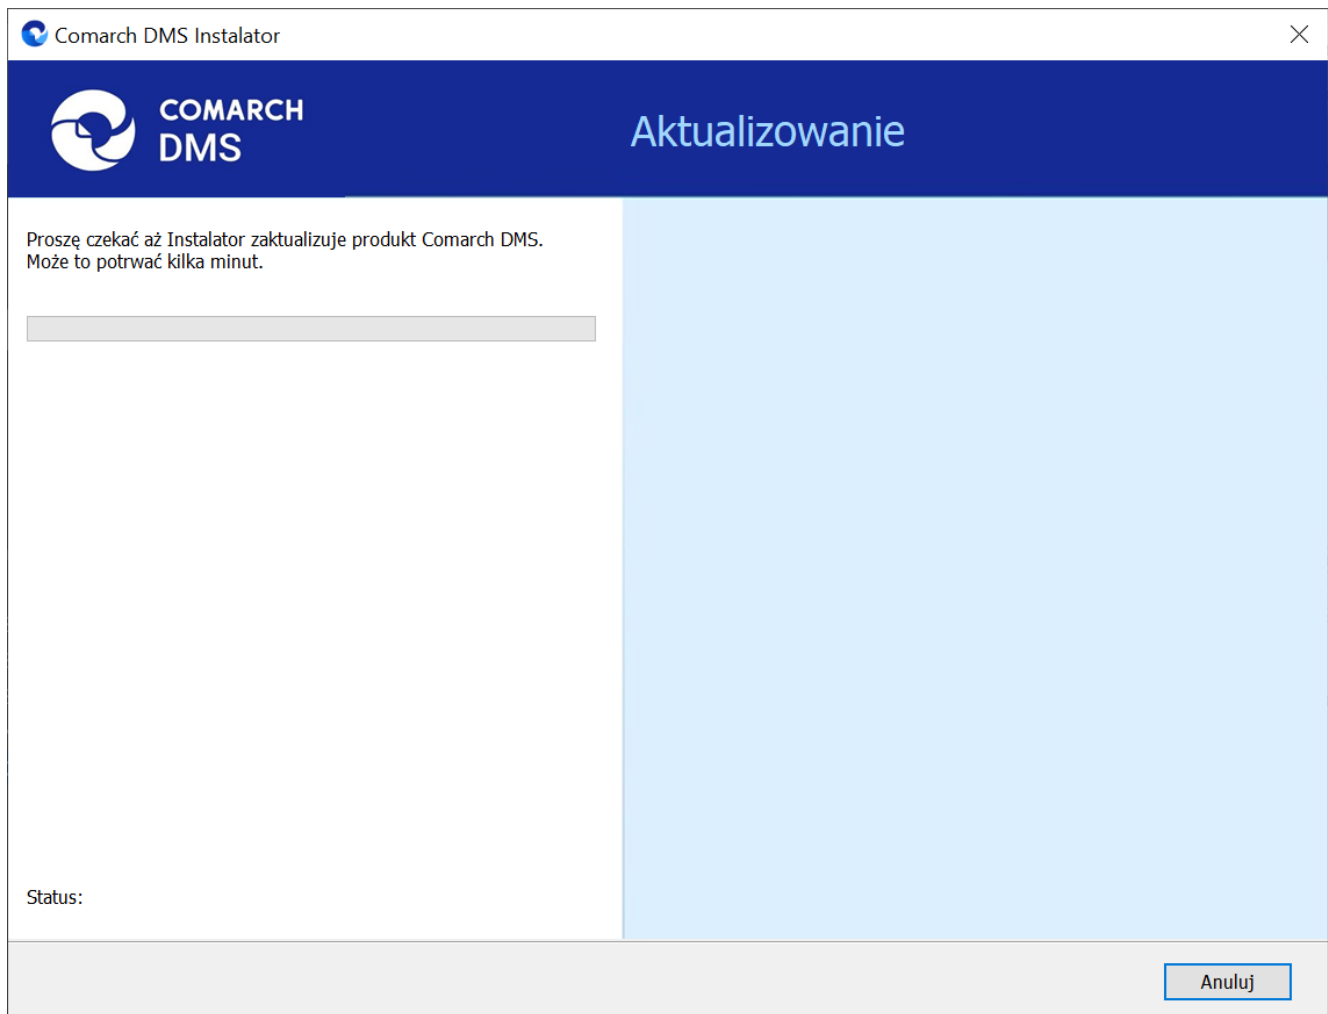 Comarch DMS Instalator
COMARCH
DMS
Aktualizowanie
Proszę czekać aż Instalator zaktualizuje produkt Comarch DMS.
Może to potrwać kilka minut.
Status:
Anuluj